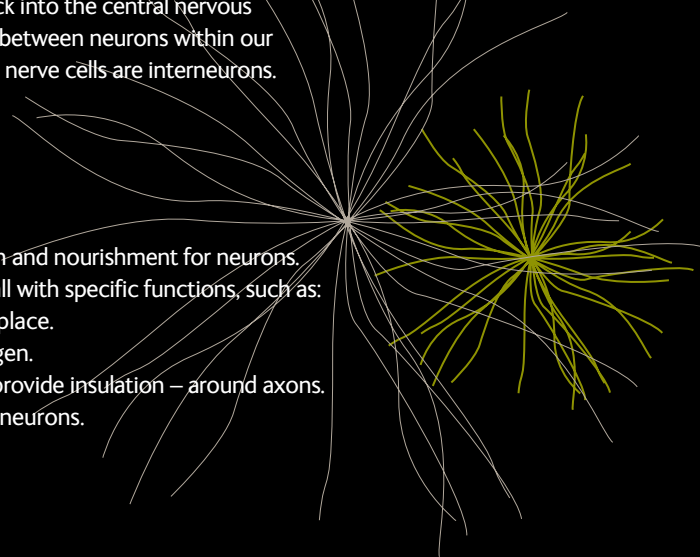 ck into the central nervous
between neurons within our
nerve cells are interneurons.
n and nourishment for neurons.
ll with specific functions, such as:
place.
gen.
provide insulation – around axons.
neurons.